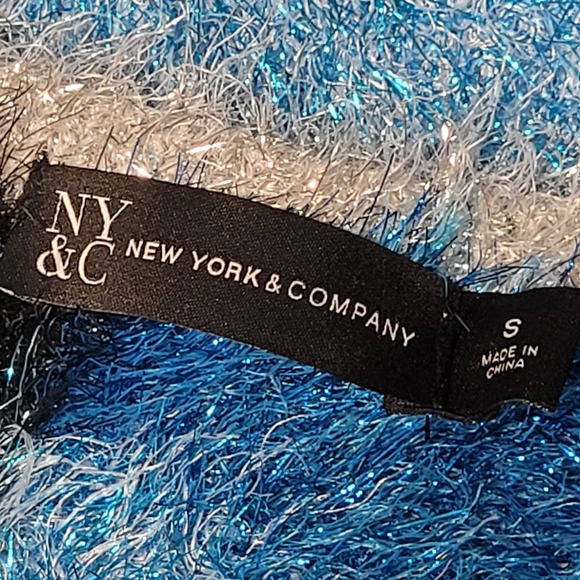 NY
&C
NEW YORK & COMPANY
S
MADE IN
CHINA